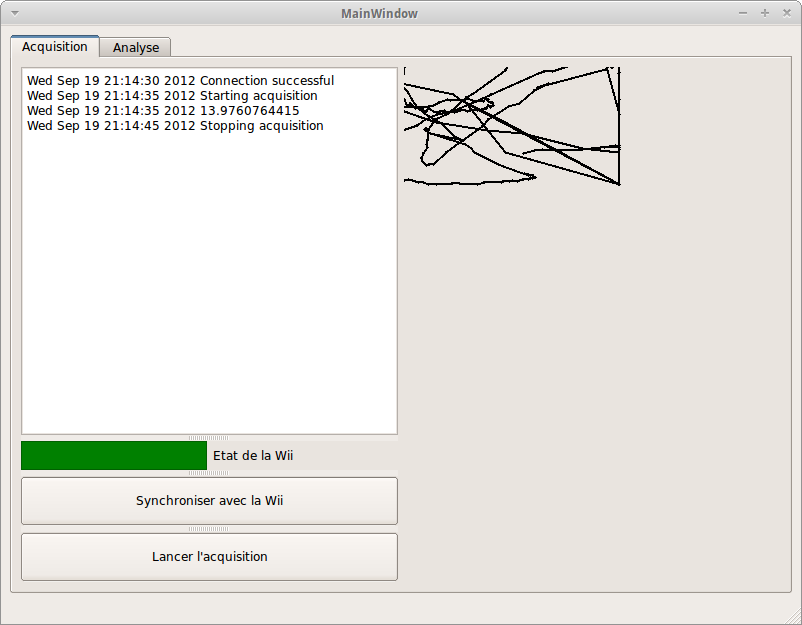 MainWindow
Acquisition
Analyse
Wed Sep 19 21:14:30 2012 Connection successful
Wed Sep 19 21:14:35 2012 Starting acquisition
Wed Sep 19 21:14:35 2012 13.9760764415
Wed Sep 19 21:14:45 2012 Stopping acquisition
Etat de la Wii
Synchroniser avec la Wii
Lancer l'acquisition